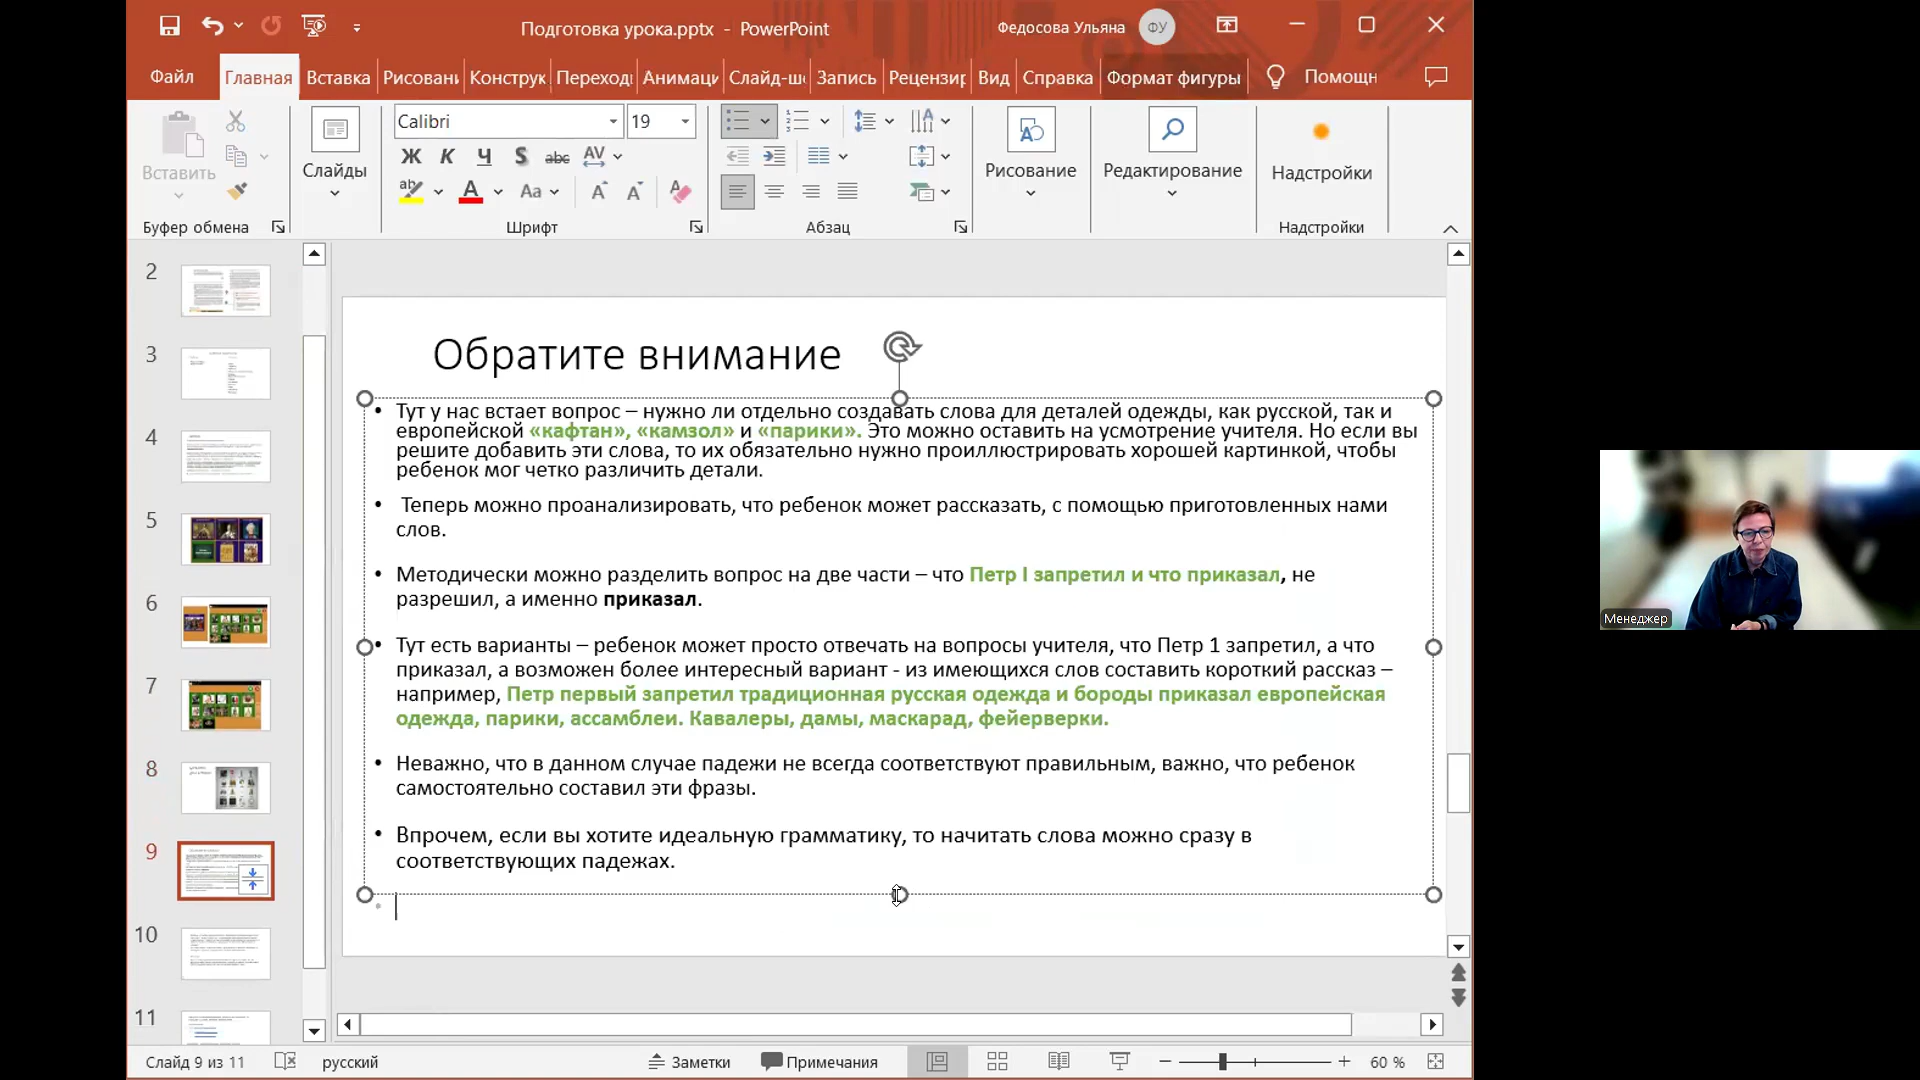 Подготовка урока.pptx - PowerPoint
Федосова Ульяна
ФУ
Файл
Главная
Вставка
Рисовани
Конструк
Переход
Анимаци
Слайд-ш
Запись
Рецензир
Вид
Справка
Формат фигуры
Помощн
Вставить
Слайды
Calibri
19
Ж К Ч S abc AV
Aa
Рисование
Редактирование
Надстройки
Буфер обмена
Шрифт
Абзац
Надстройки
2
3
4
5
6
7
8
9
10
11
Обратите внимание
• Тут у нас встает вопрос – нужно ли отдельно создавать слова для деталей одежды, как русской, так и
европейской «кафтан», «камзол» и «парики». Это можно оставить на усмотрение учителя. Но если вы
решите добавить эти слова, то их обязательно нужно проиллюстрировать хорошей картинкой, чтобы
ребенок мог четко различить детали.
• Теперь можно проанализировать, что ребенок может рассказать, с помощью приготовленных нами
слов.
• Методически можно разделить вопрос на две части – что Петр I запретил и что приказал, не
разрешил, а именно приказал.
• Тут есть варианты – ребенок может просто отвечать на вопросы учителя, что Петр 1 запретил, а что
приказал, а возможен более интересный вариант - из имеющихся слов составить короткий рассказ –
например, Петр первый запретил традиционная русская одежда и бороды приказал европейская
одежда, парики, ассамблеи. Кавалеры, дамы, маскарад, фейерверки.
• Неважно, что в данном случае падежи не всегда соответствуют правильным, важно, что ребенок
самостоятельно составил эти фразы.
• Впрочем, если вы хотите идеальную грамматику, то начитать слова можно сразу в
соответствующих падежах.
Менеджер
Слайд 9 из 11
русский
Заметки
Примечания
60 %